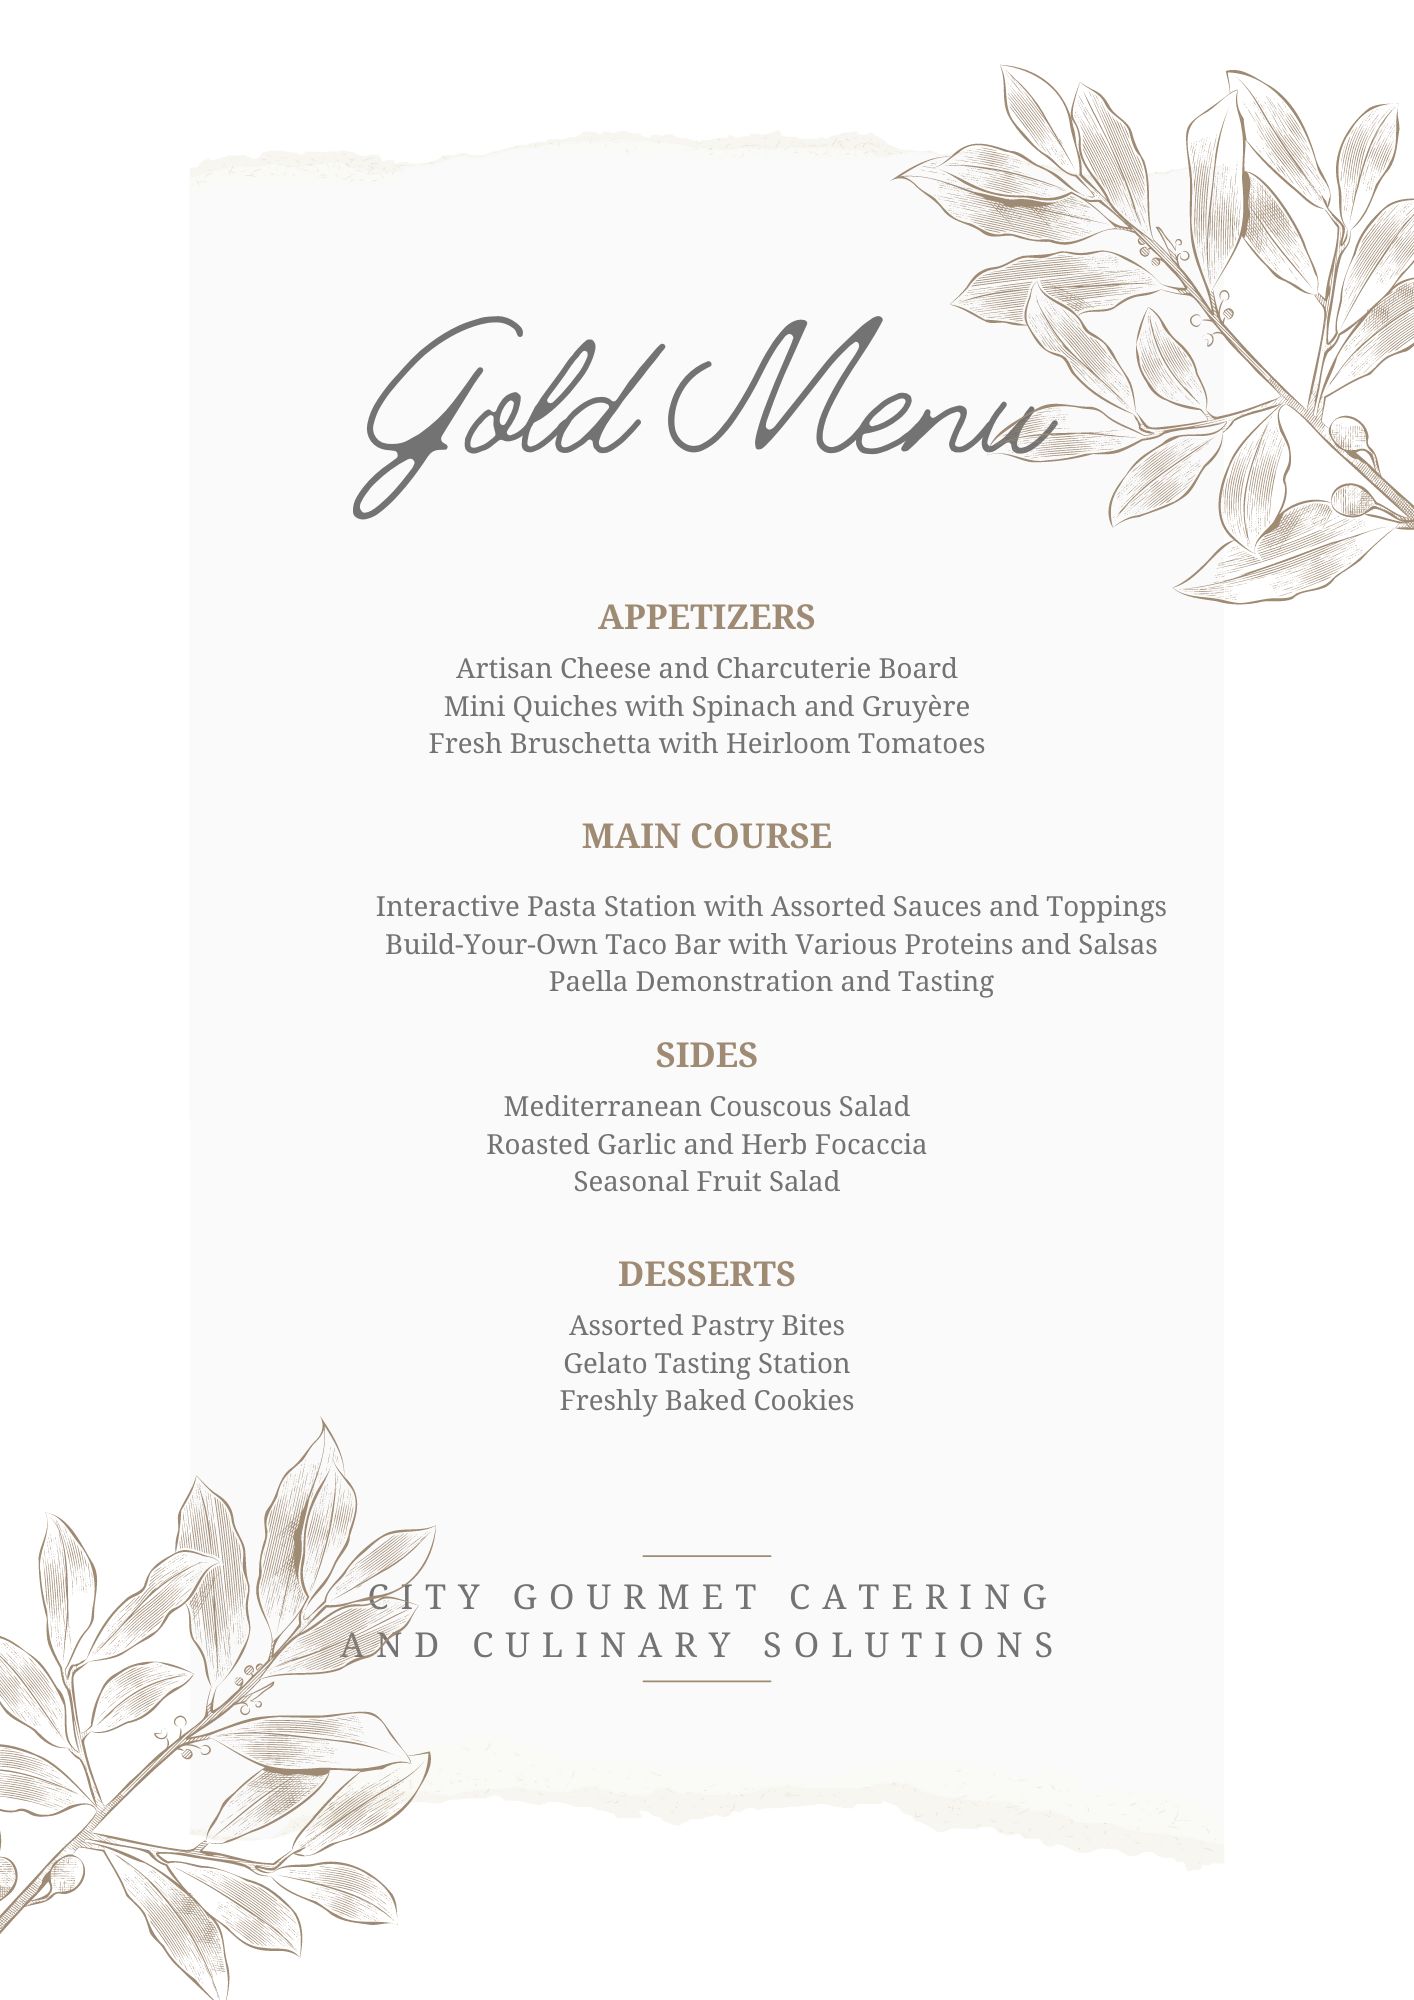 Gold Menu
APPETIZERS
Artisan Cheese and Charcuterie Board
Mini Quiches with Spinach and Gruyère
Fresh Bruschetta with Heirloom Tomatoes
MAIN COURSE
Interactive Pasta Station with Assorted Sauces and Toppings
Build-Your-Own Taco Bar with Various Proteins and Salsas
Paella Demonstration and Tasting
SIDES
Mediterranean Couscous Salad
Roasted Garlic and Herb Focaccia
Seasonal Fruit Salad
DESSERTS
Assorted Pastry Bites
Gelato Tasting Station
Freshly Baked Cookies
CITY GOURMET CATERING
AND CULINARY SOLUTIONS